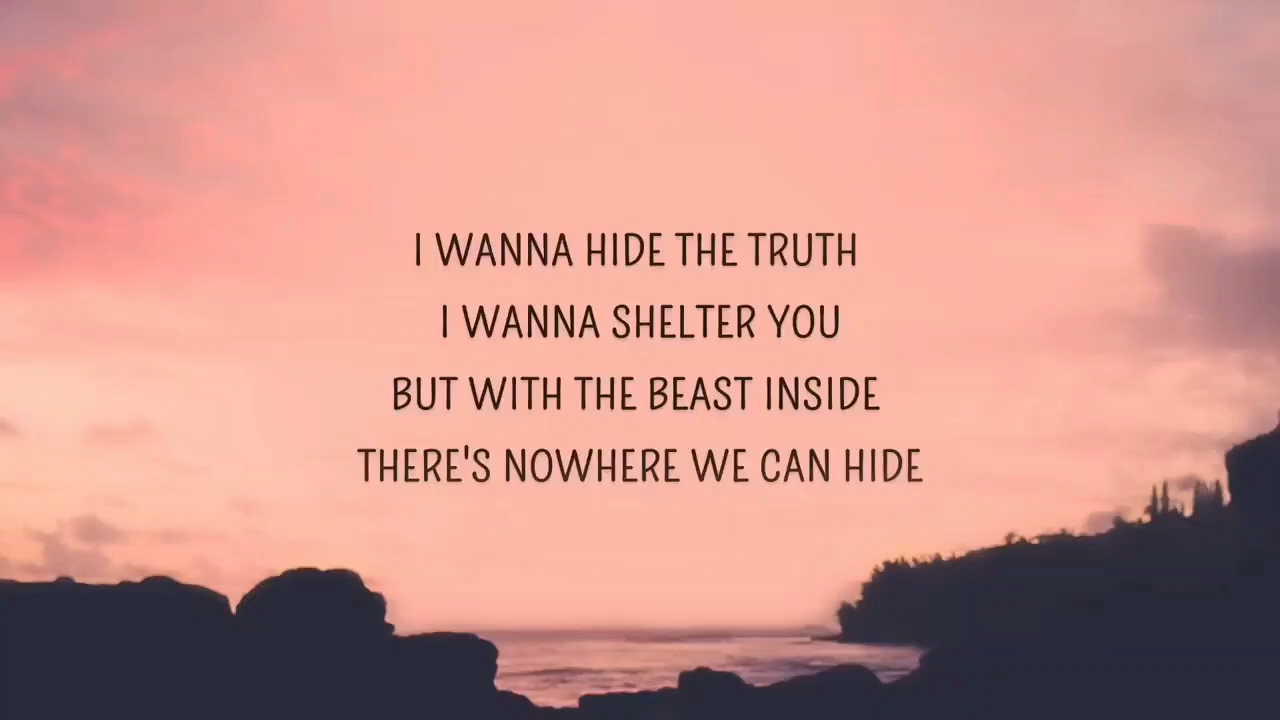 I WANNA HIDE THE TRUTH
I WANNA SHELTER YOU
BUT WITH THE BEAST INSIDE
THERE'S NOWHERE WE CAN HIDE